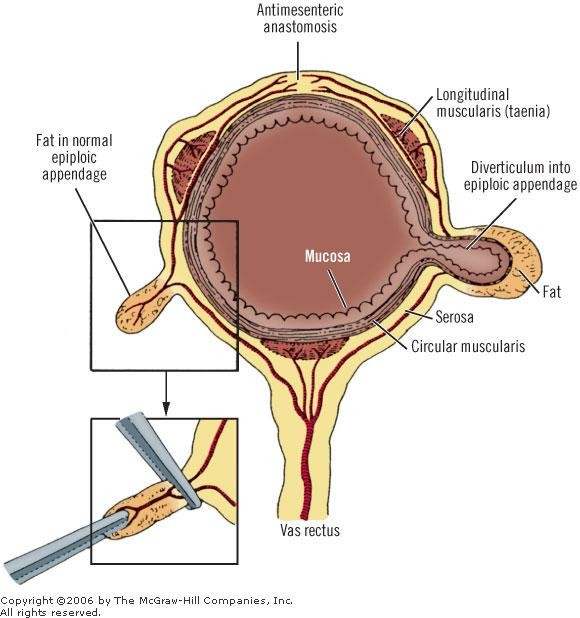 Antimesenteric
anastomosis
Longitudinal
muscularis (taenia)
Fat in normal
epiploic
appendage
Diverticulum into
epiploic appendage
Mucosa
Fat
Serosa
Circular muscularis
Vas rectus
Copyright ©2006 by The McGraw-Hill Companies, Inc.
All rights reserved.